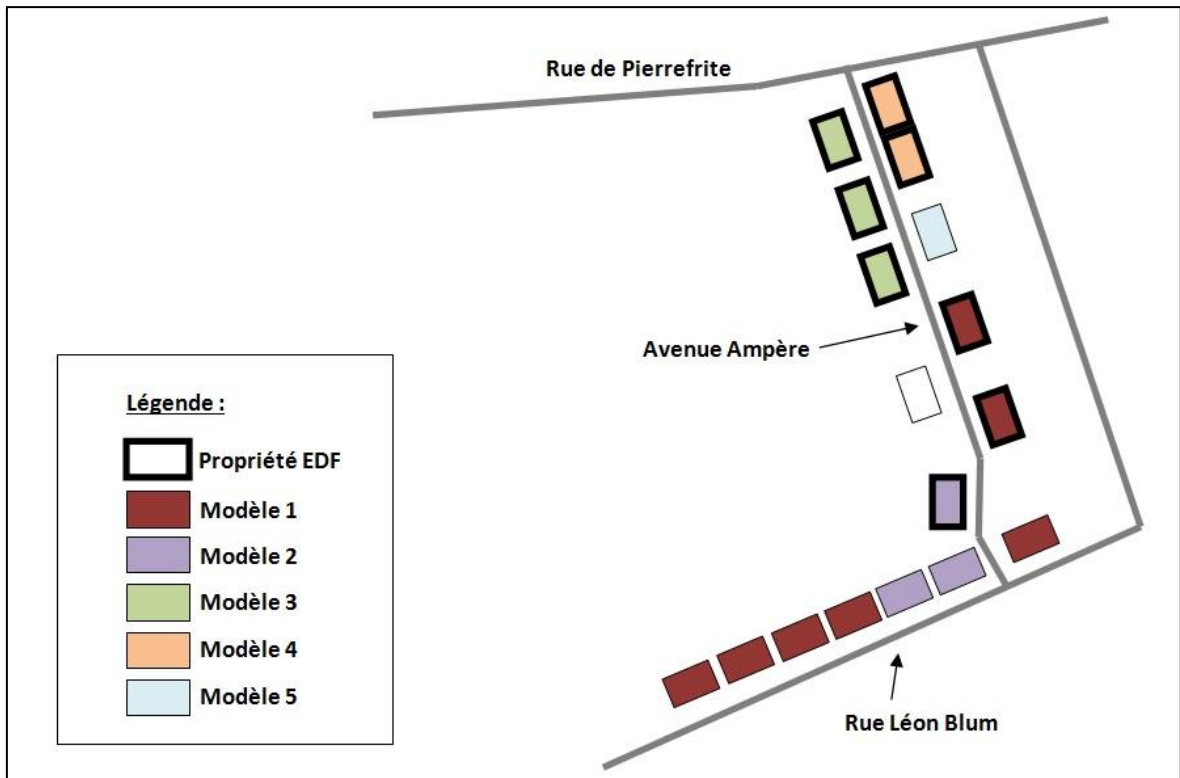 Rue de Pierrefrite
Avenue Ampère
Légende :
Propriété EDF
Modèle 1
Modèle 2
Modèle 3
Modèle 4
Modèle 5
Rue Léon Blum